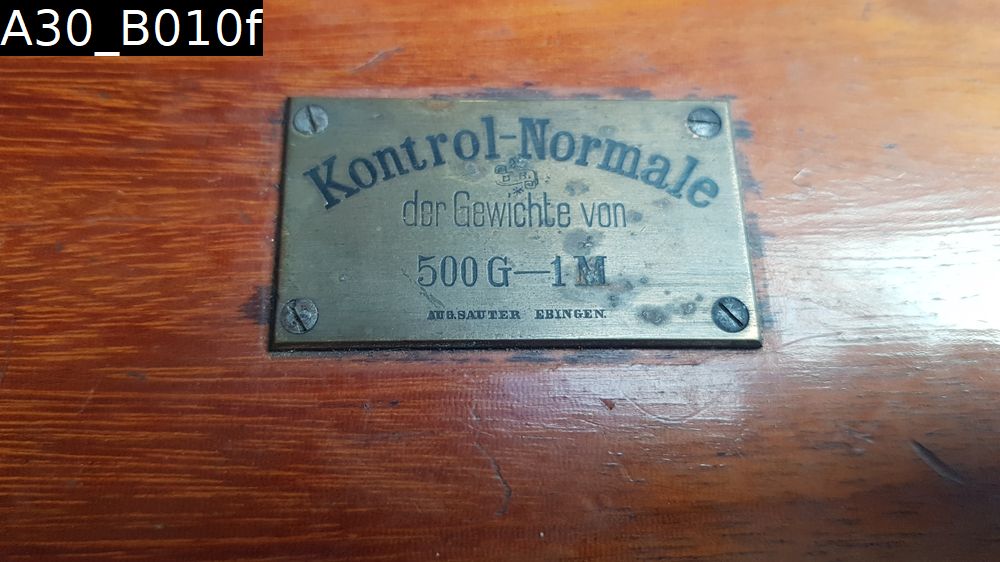 A30_B010f
Kontrol-Normale
der Gewichte von
500 G—1 M
AUG. SAUTER EBINGEN.